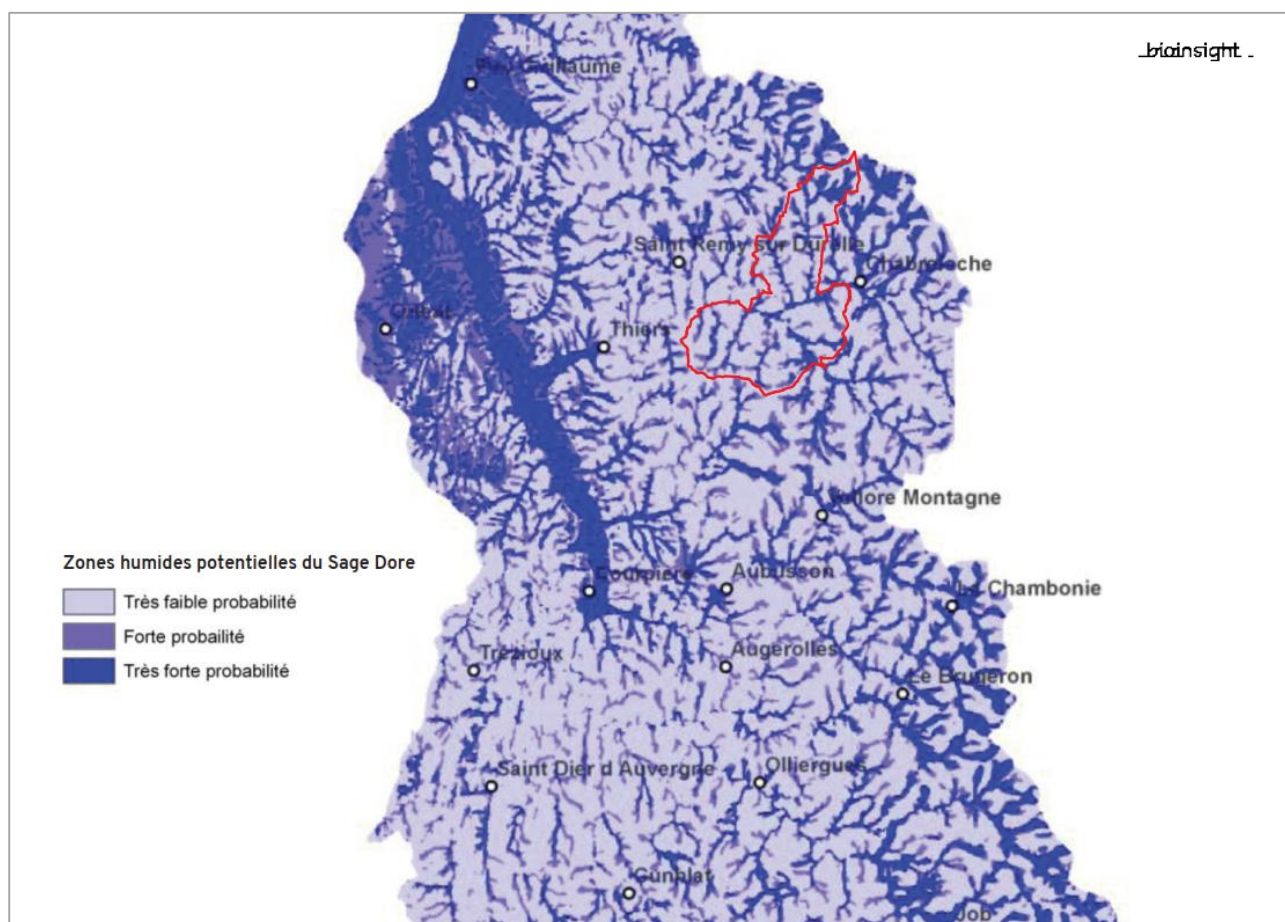 bioinsight
Puy Guillaume
Saint Remy sur Durolle
Chabreloche
Orléat
Thiers
Vollore Montagne
Zones humides potentielles du Sage Dore
Très faible probabilité
Forte probailité
Très forte probabilité
Courpière
Aubusson
La Chambonie
Trézioux
Augerolles
Le Brugeron
Saint Dier d Auvergne
Olliergues
Cunlhat
Job